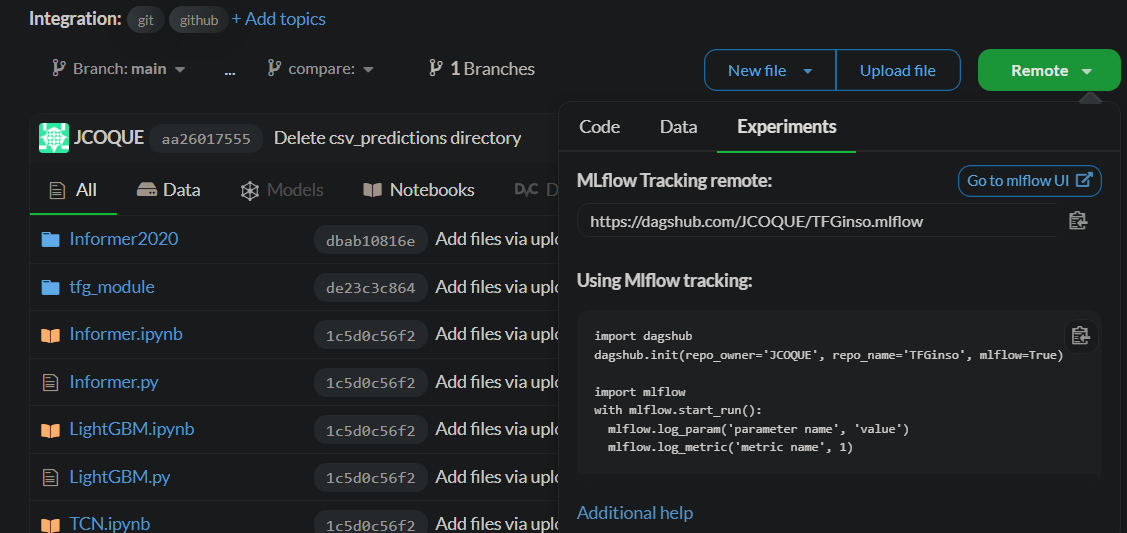 Integration: git github + Add topics
Branch: main ... compare: 1 Branches New file Upload file Remote
JCOQUE aa26017555 Delete csv_predictions directory
All Data Models Notebooks DVC D
Informer2020 dbab10816e Add files via uplo
tfg_module de23c3c864 Add files via uplo
Informer.ipynb 1c5d0c56f2 Add files via uplo
Informer.py 1c5d0c56f2 Add files via uplo
LightGBM.ipynb 1c5d0c56f2 Add files via uplo
LightGBM.py 1c5d0c56f2 Add files via uplo
TCN.ipynb 1c5d0c56f2 Add files via uplo
Code Data Experiments
MLflow Tracking remote: Go to mlflow UI
https://dagshub.com/JCOQUE/TFGinso.mlflow
Using Mlflow tracking:
import dagshub
dagshub.init(repo_owner='JCOQUE', repo_name='TFGinso', mlflow=True)
import mlflow
with mlflow.start_run():
  mlflow.log_param('parameter name', 'value')
  mlflow.log_metric('metric name', 1)
Additional help